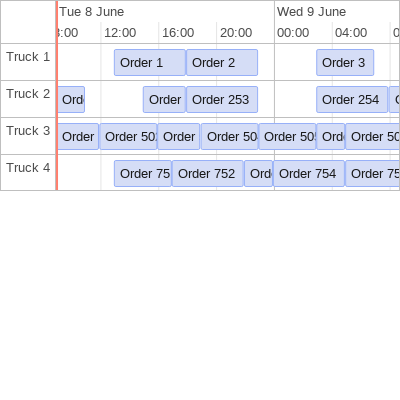 Tue 8 June Wed 9 June
:00 12:00 16:00 20:00 00:00 04:00
Truck 1 Order 1 Order 2 Order 3
Truck 2 Ord Order Order 253 Order 254
Truck 3 Order Order 50 Order Order 50 Order 50 Ord Order 50
Truck 4 Order 75 Order 752 Ord Order 754 Order 75